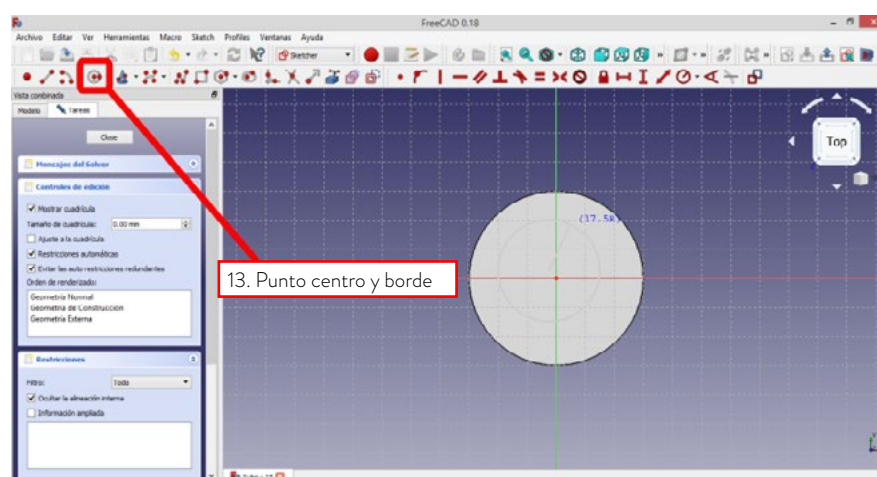 FreeCAD 0.18
Archivo Editar Ver Herramientas Macro Sketch Profiles Ventanas Ayuda
Sketcher
Vista combinada
Modelo Tareas
Close
Mensajes del Solver
Controles de edición
Mostrar cuadrícula
Tamaño de cuadrícula: 0.00 mm
Ajuste a la cuadrícula
Restricciones automáticas
Evitar las auto restricciones redundantes
Orden de renderizado:
Geometría Normal
Geometría de Construcción
Geometría Externa
Restricciones
Filtro: Todo
Ocultar la alineación interna
Información ampliada
(17.58)
13. Punto centro y borde
Top